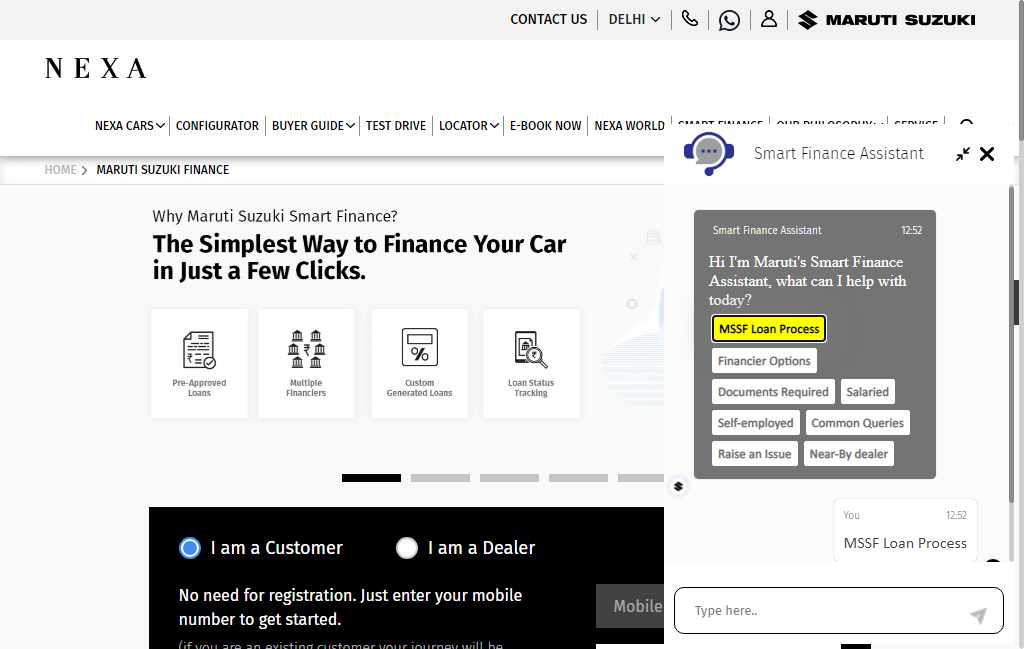 CONTACT US
DELHI
MARUTI SUZUKI
NEXA
NEXA CARS
CONFIGURATOR
BUYER GUIDE
TEST DRIVE
LOCATOR
E-BOOK NOW
NEXA WORLD
SMART FINANCE
OUR PHILOSOPHY
SERVICE
HOME
MARUTI SUZUKI FINANCE
Why Maruti Suzuki Smart Finance?
The Simplest Way to Finance Your Car
in Just a Few Clicks.
Pre-Approved
Loans
Multiple
Financiers
Custom
Generated Loans
Loan Status
Tracking
I am a Customer
I am a Dealer
No need for registration. Just enter your mobile
number to get started.
(if you are an existing customer your journey will be
Mobile
Smart Finance Assistant
Smart Finance Assistant
12:52
Hi I'm Maruti's Smart Finance
Assistant, what can I help with
today?
MSSF Loan Process
Financier Options
Documents Required
Salaried
Self-employed
Common Queries
Raise an Issue
Near-By dealer
You
12:52
MSSF Loan Process
Type here..